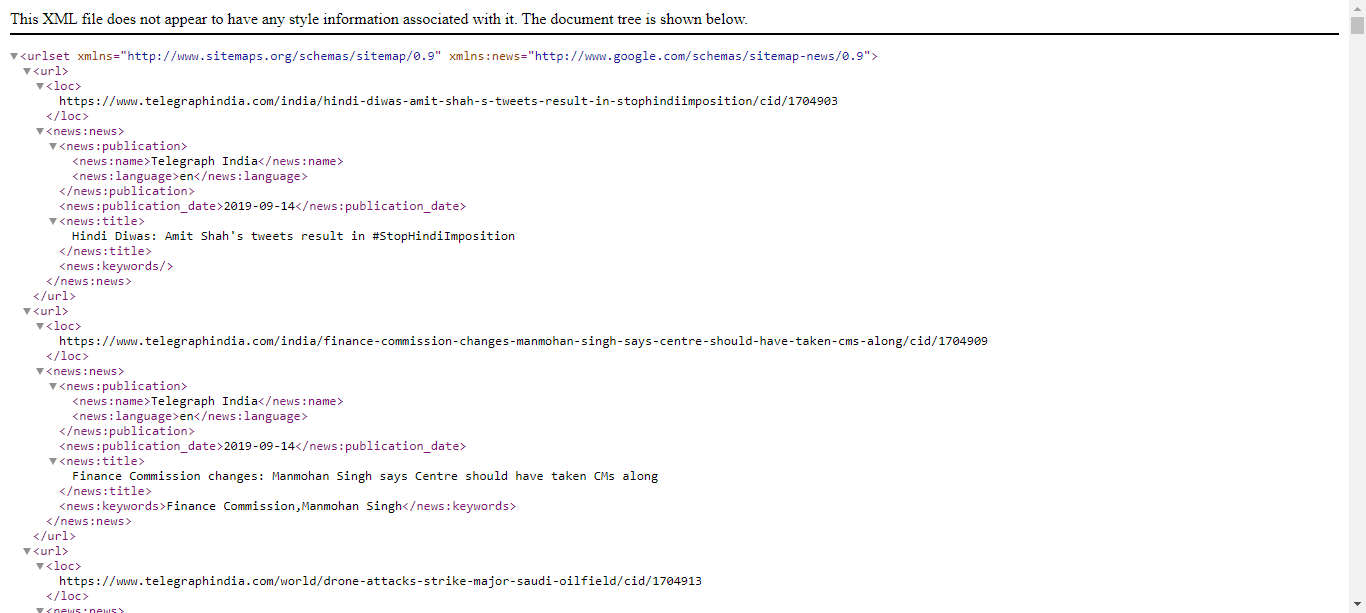 This XML file does not appear to have any style information associated with it. The document tree is shown below.
▼<urlset xmlns="http://www.sitemaps.org/schemas/sitemap/0.9" xmlns:news="http://www.google.com/schemas/sitemap-news/0.9">
▼<url>
▼<loc>
https://www.telegraphindia.com/india/hindi-diwas-amit-shah-s-tweets-result-in-stophindiimposition/cid/1704903
</loc>
▼<news:news>
▼<news:publication>
<news:name>Telegraph India</news:name>
<news:language>en</news:language>
</news:publication>
<news:publication_date>2019-09-14</news:publication_date>
▼<news:title>
Hindi Diwas: Amit Shah's tweets result in #StopHindiImposition
</news:title>
<news:keywords/>
</news:news>
</url>
▼<url>
▼<loc>
https://www.telegraphindia.com/india/finance-commission-changes-manmohan-singh-says-centre-should-have-taken-cms-along/cid/1704909
</loc>
▼<news:news>
▼<news:publication>
<news:name>Telegraph India</news:name>
<news:language>en</news:language>
</news:publication>
<news:publication_date>2019-09-14</news:publication_date>
▼<news:title>
Finance Commission changes: Manmohan Singh says Centre should have taken CMs along
</news:title>
<news:keywords>Finance Commission,Manmohan Singh</news:keywords>
</news:news>
</url>
▼<url>
▼<loc>
https://www.telegraphindia.com/world/drone-attacks-strike-major-saudi-oilfield/cid/1704913
</loc>
▼<news:news>